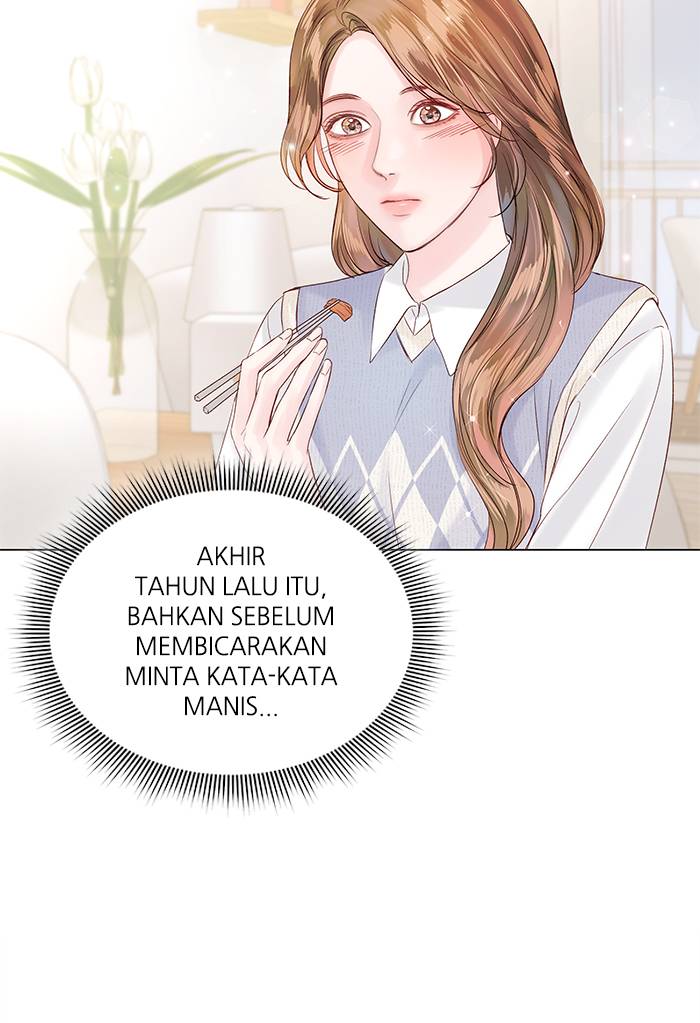 AKHIR
TAHUN LALU ITU,
BAHKAN SEBELUM
MEMBICARAKAN
MINTA KATA-KATA
MANIS...